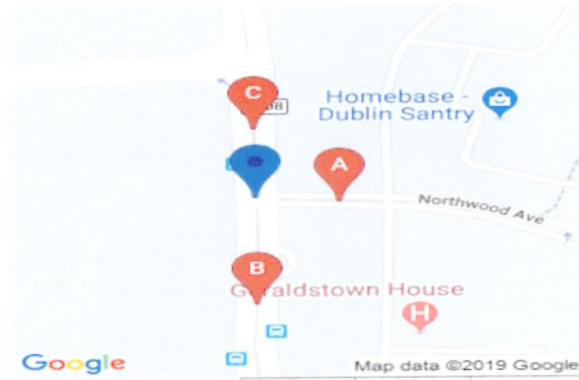 C
Homebase -
Dublin Santry
A
Northwood Ave
B
Geraldstown House
H
Google
Map data ©2019 Google